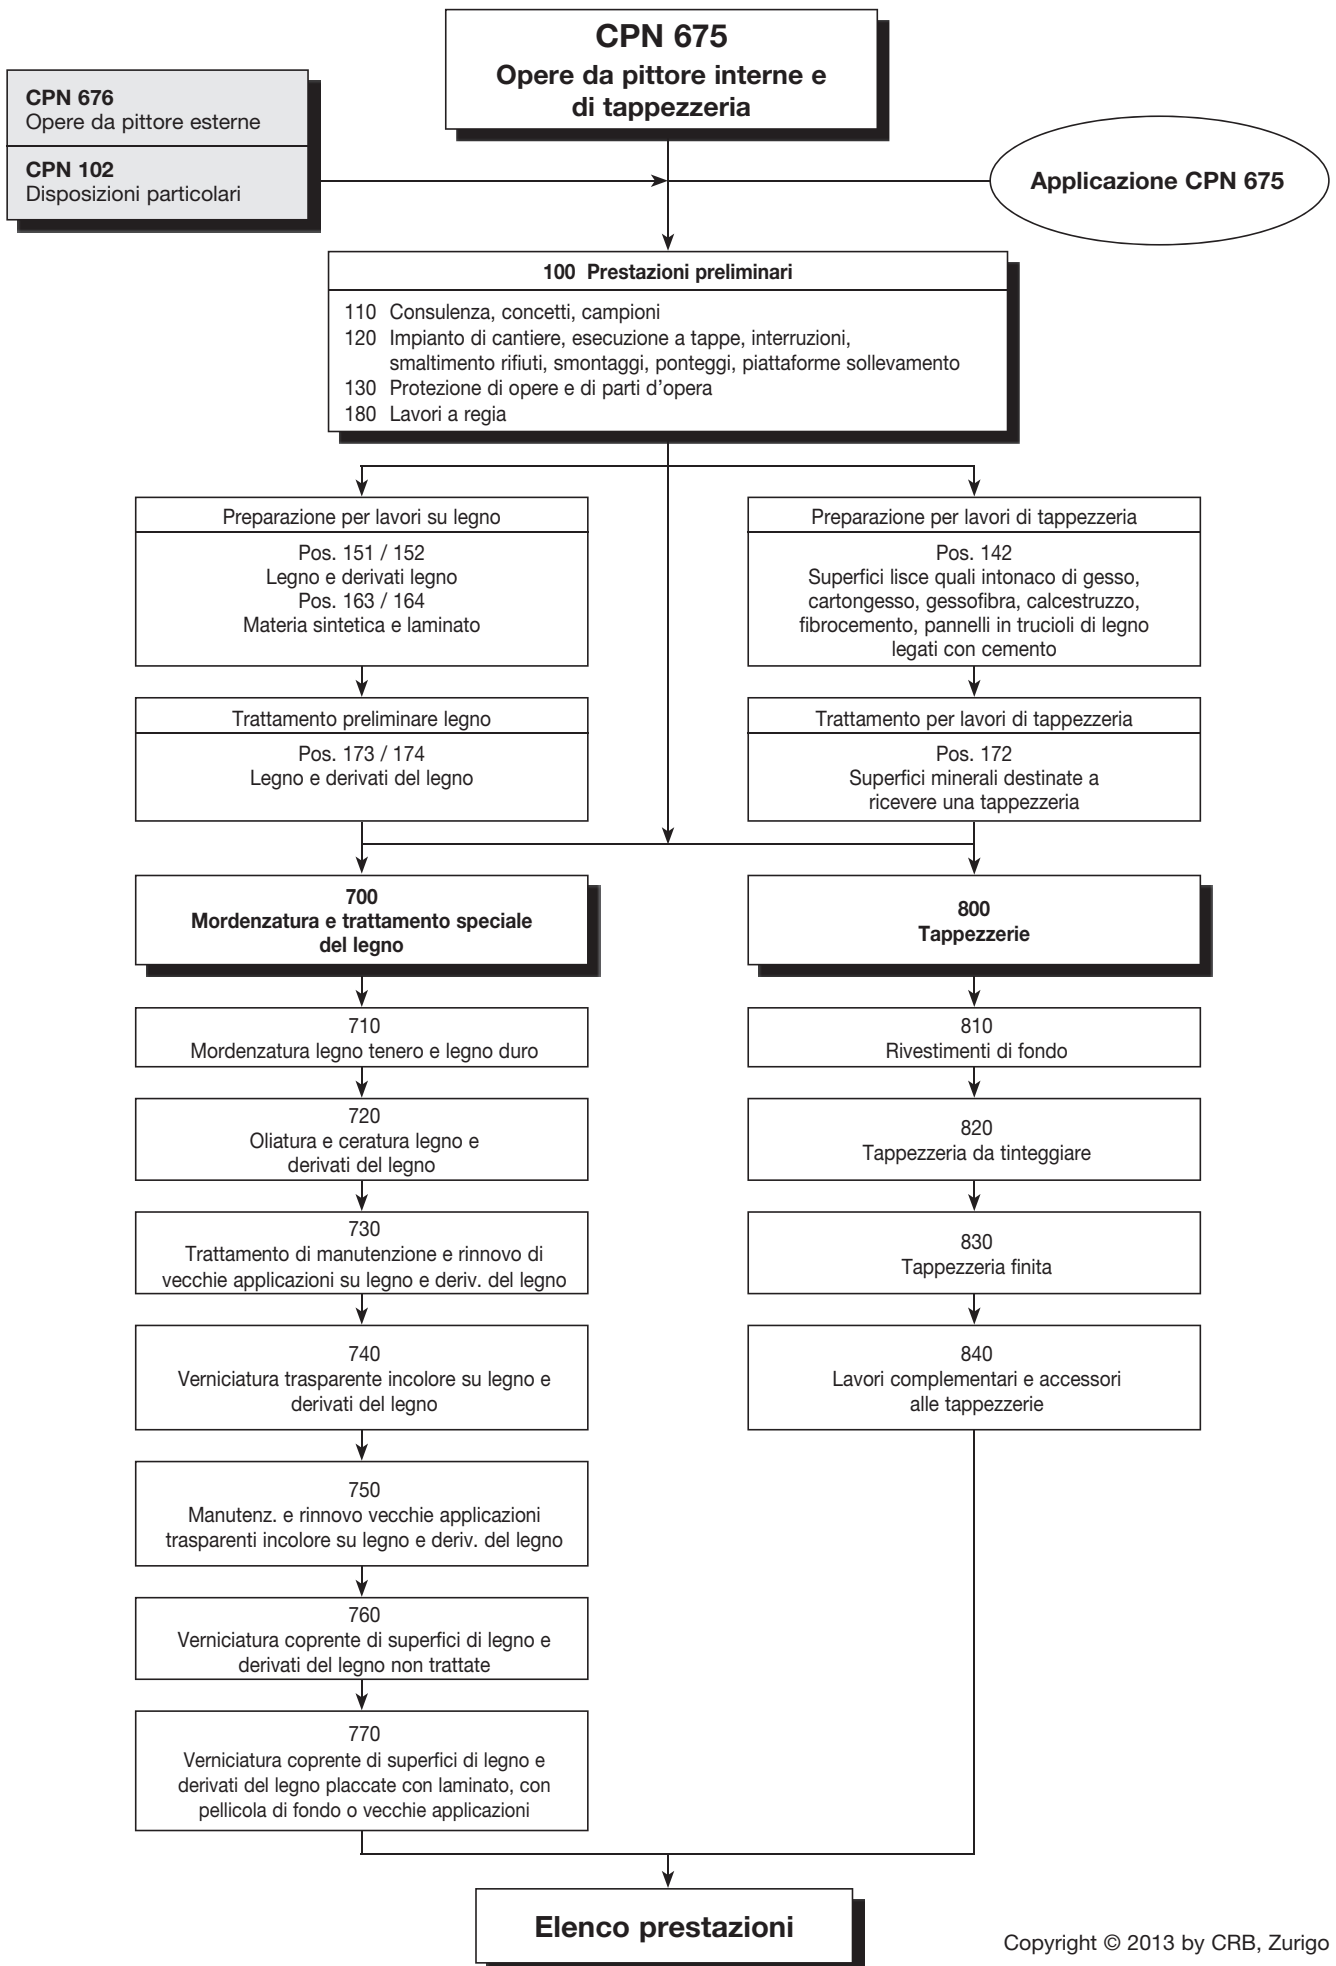 CPN 675
Opere da pittore interne e
di tappezzeria
CPN 676
Opere da pittore esterne
CPN 102
Disposizioni particolari
Applicazione CPN 675
100 Prestazioni preliminari
110 Consulenza, concetti, campioni
120 Impianto di cantiere, esecuzione a tappe, interruzioni,
smaltimento rifiuti, smontaggi, ponteggi, piattaforme sollevamento
130 Protezione di opere e di parti d'opera
180 Lavori a regia
Preparazione per lavori su legno
Pos. 151 / 152
Legno e derivati legno
Pos. 163 / 164
Materia sintetica e laminato
Preparazione per lavori di tappezzeria
Pos. 142
Superfici lisce quali intonaco di gesso,
cartongesso, gessofibra, calcestruzzo,
fibrocemento, pannelli in trucioli di legno
legati con cemento
Trattamento preliminare legno
Pos. 173 / 174
Legno e derivati del legno
Trattamento per lavori di tappezzeria
Pos. 172
Superfici minerali destinate a
ricevere una tappezzeria
700
Mordenzatura e trattamento speciale
del legno
710
Mordenzatura legno tenero e legno duro
720
Oliatura e ceratura legno e
derivati del legno
730
Trattamento di manutenzione e rinnovo di
vecchie applicazioni su legno e deriv. del legno
740
Verniciatura trasparente incolore su legno e
derivati del legno
750
Manutenz. e rinnovo vecchie applicazioni
trasparenti incolore su legno e deriv. del legno
760
Verniciatura coprente di superfici di legno e
derivati del legno non trattate
770
Verniciatura coprente di superfici di legno e
derivati del legno placcate con laminato, con
pellicola di fondo o vecchie applicazioni
800
Tappezzerie
810
Rivestimenti di fondo
820
Tappezzeria da tinteggiare
830
Tappezzeria finita
840
Lavori complementari e accessori
alle tappezzerie
Elenco prestazioni
Copyright © 2013 by CRB, Zurigo